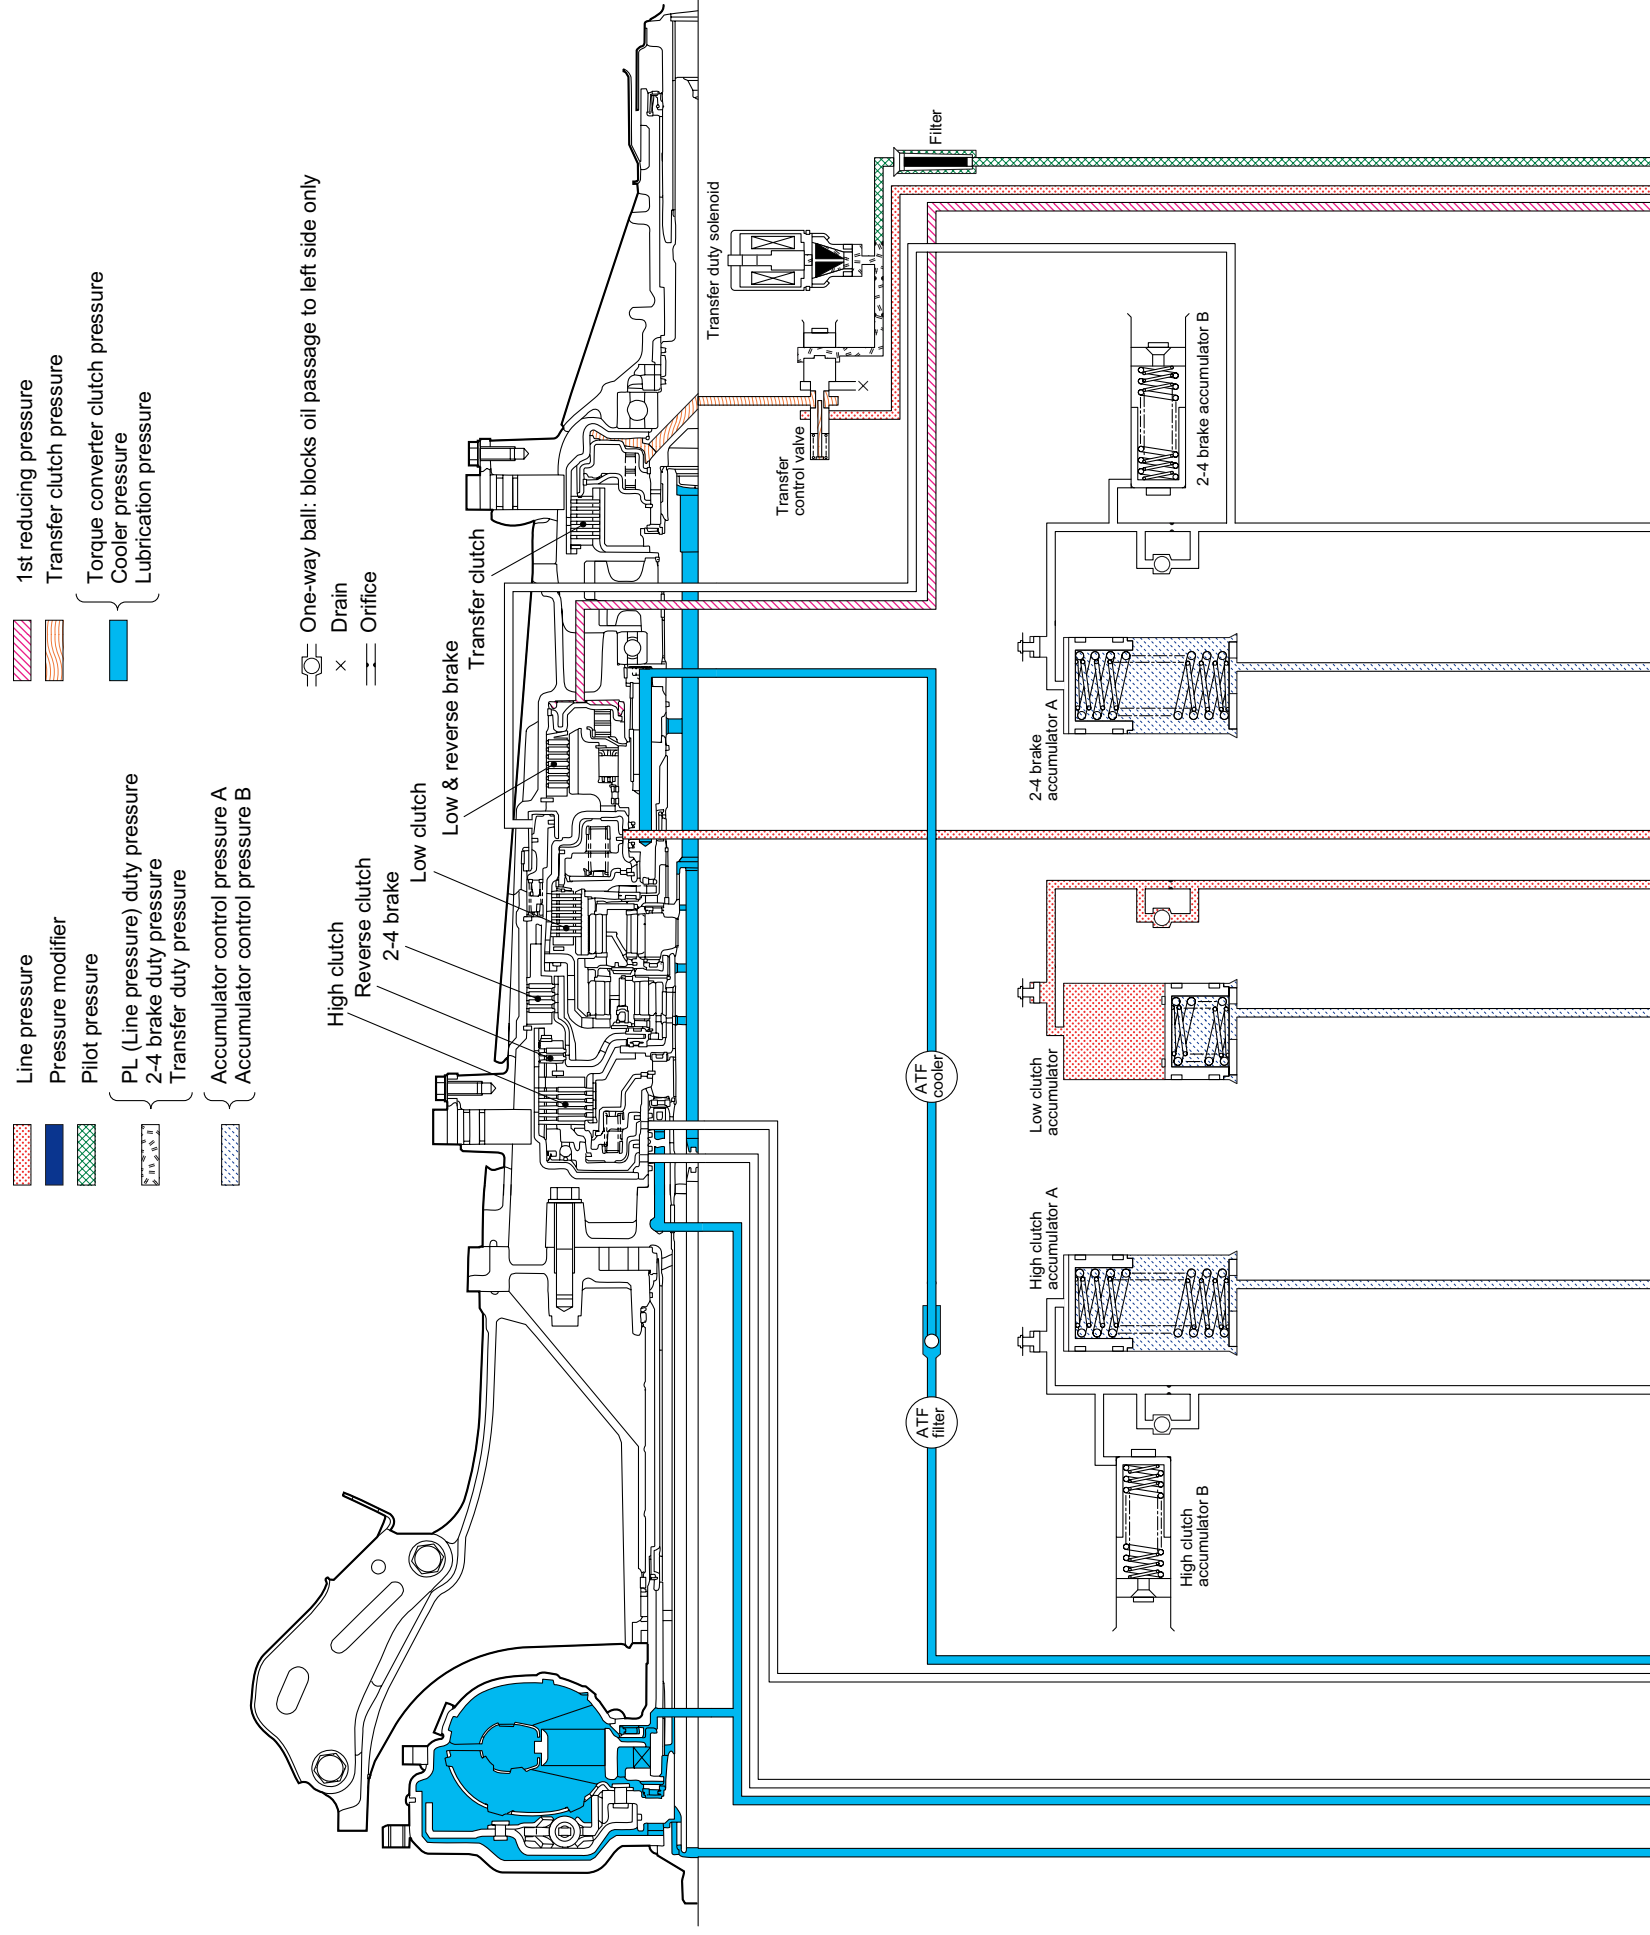 Line pressure
Pressure modifier
Pilot pressure
PL (Line pressure) duty pressure
2-4 brake duty pressure
Transfer duty pressure
Accumulator control pressure A
Accumulator control pressure B
1st reducing pressure
Transfer clutch pressure
Torque converter clutch pressure
Cooler pressure
Lubrication pressure
One-way ball: blocks oil passage to left side only
Drain
Orifice
High clutch
Reverse clutch
2-4 brake
Low clutch
Low & reverse brake
Transfer clutch
Transfer duty solenoid
Filter
Transfer
control valve
ATF
filter
ATF
cooler
High clutch
accumulator B
High clutch
accumulator A
Low clutch
accumulator
2-4 brake
accumulator A
2-4 brake accumulator B